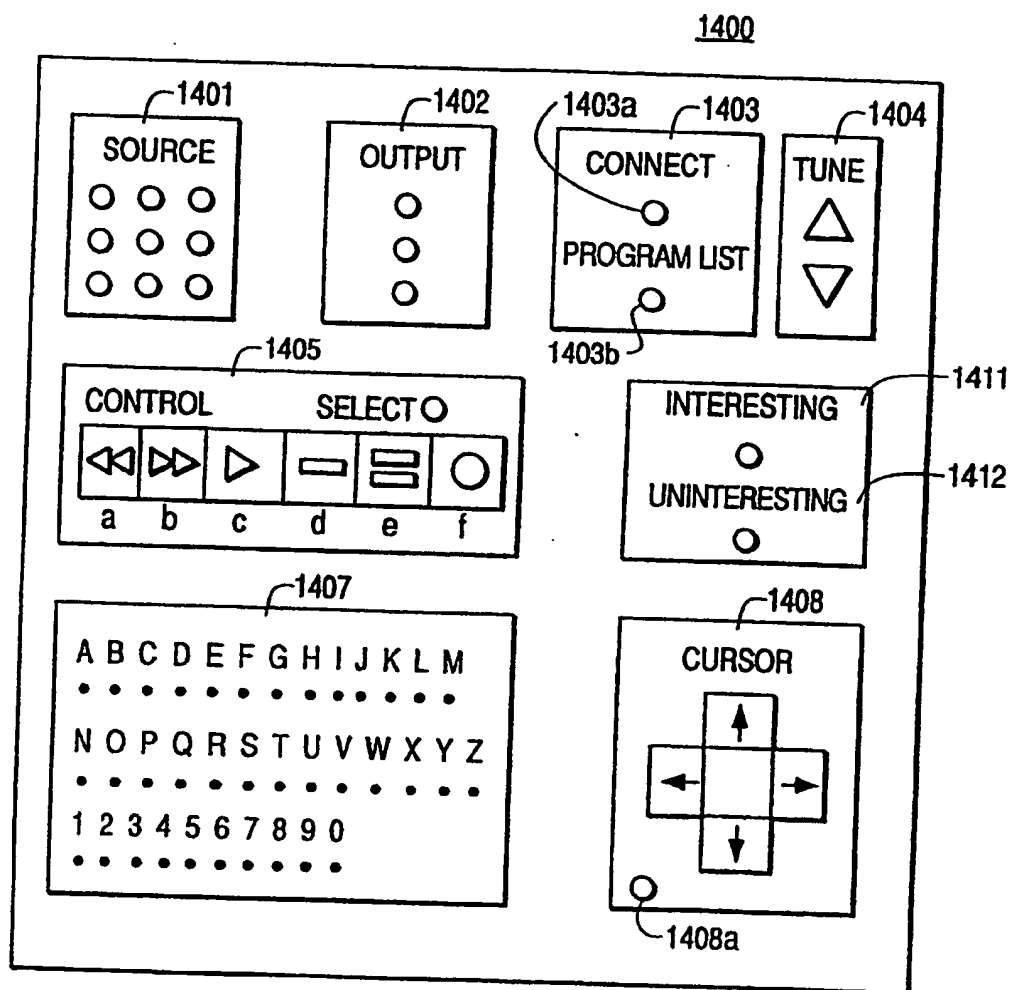 1400
1401
1402
1403a
1403
1404
SOURCE
OUTPUT
CONNECT
TUNE
PROGRAM LIST
1403b
1405
CONTROL
SELECT
a b c d e f
1411
INTERESTING
1412
UNINTERESTING
1407
A B C D E F G H I J K L M
N O P Q R S T U V W X Y Z
1 2 3 4 5 6 7 8 9 0
1408
CURSOR
1408a